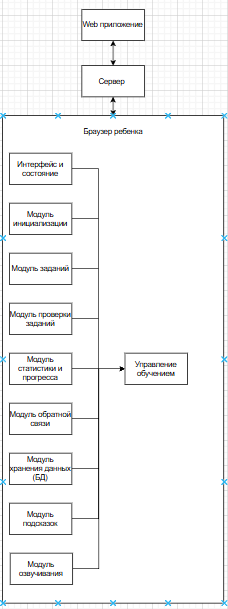 Web приложение
Сервер
Браузер ребенка
Интерфейс и
состояние
Модуль
инициализации
Модуль заданий
Модуль проверки
заданий
Модуль
статистики и
прогресса
Управление
обучением
Модуль обратной
связи
Модуль
хранения данных
(БД)
Модуль
подсказок
Модуль
озвучивания